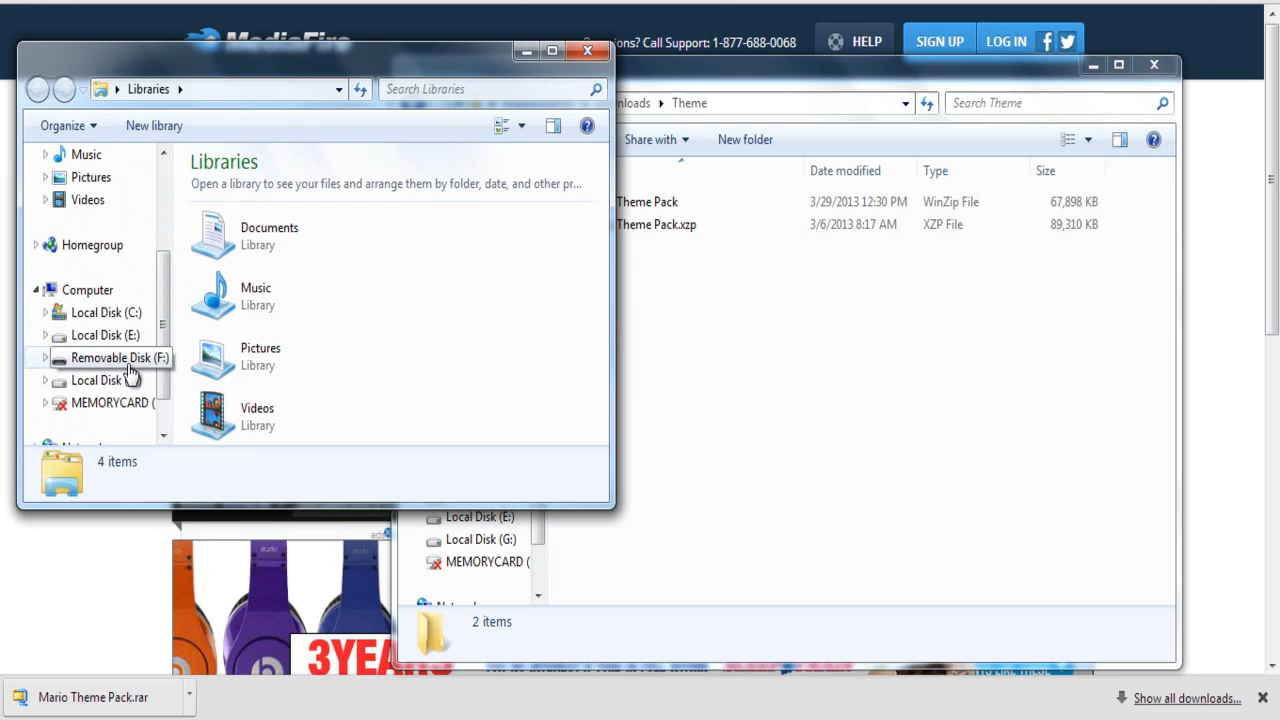 MediaFire
? Call Support: 1-877-688-0068
HELP
SIGN UP
LOG IN
Libraries
Search Libraries
Organize
New library
Music
Pictures
Videos
Homegroup
Computer
Local Disk (C:)
Local Disk (E:)
Removable Disk (F:)
Local Disk
MEMORYCARD (
Libraries
Open a library to see your files and arrange them by folder, date, and other pr...
Documents
Library
Music
Library
Pictures
Library
Videos
Library
4 items
nloads
Theme
Search Theme
Share with
New folder
Date modified
Type
Size
Theme Pack
3/29/2013 12:30 PM
WinZip File
67,898 KB
Theme Pack.xzp
3/6/2013 8:17 AM
XZP File
89,310 KB
Local Disk (E:)
Local Disk (G:)
MEMORYCARD (
2 items
ads
studio
studio
3YEARS
Mario Theme Pack.rar
Show all downloads...